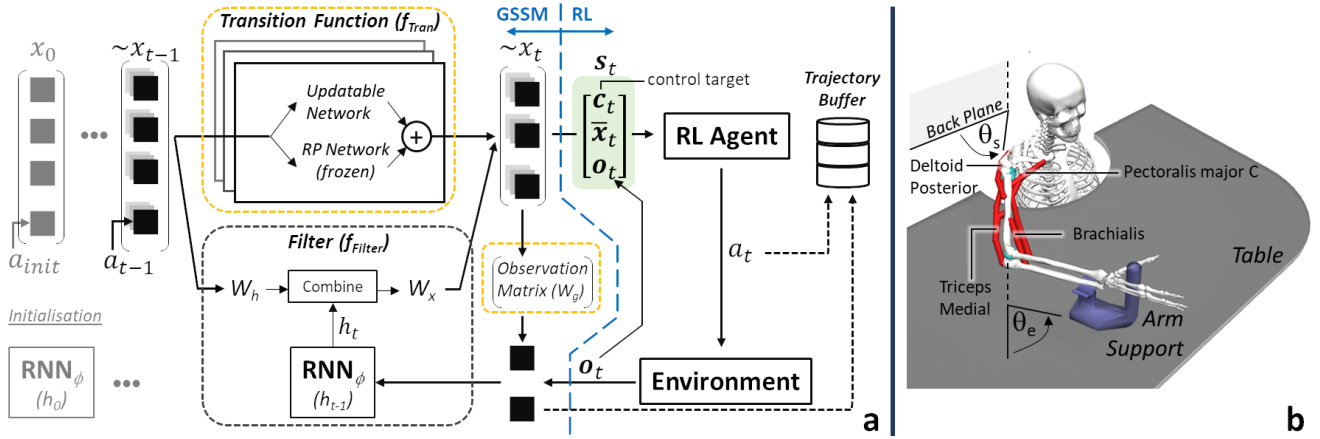 Transition Function (f_Tran)
GSSM
RL
x_0
~x_{t-1}
~x_t
s_t
control target
Trajectory
Buffer
Updatable
Network
RP Network
(frozen)
+
c_t
x̅_t
o_t
RL Agent
a_init
a_{t-1}
Filter (f_Filter)
W_h
Combine
W_x
h_t
Observation
Matrix (W_g)
a_t
Initialisation
RNN_ϕ
(h_0)
RNN_ϕ
(h_{t-1})
o_t
Environment
a
Back Plane
θ_s
Deltoid
Posterior
Pectoralis major C
Brachialis
Triceps
Medial
Table
θ_e
Arm
Support
b